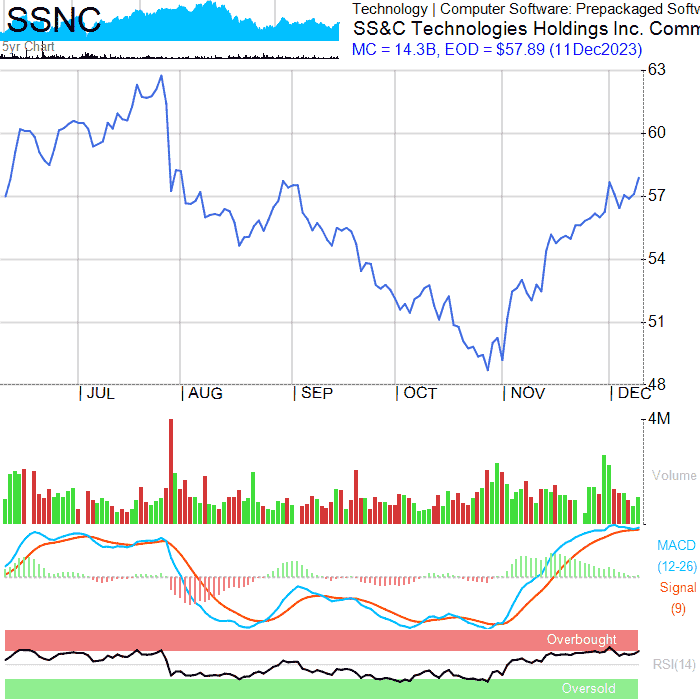 SSNC
5yr Chart
Technology | Computer Software: Prepackaged Softw
SS&C Technologies Holdings Inc. Comm
MC = 14.3B, EOD = $57.89 (11Dec2023)
63
60
57
54
51
48
JUL
AUG
SEP
OCT
NOV
DEC
4M
Volume
MACD
(12-26)
Signal
(9)
Overbought
RSI(14)
Oversold